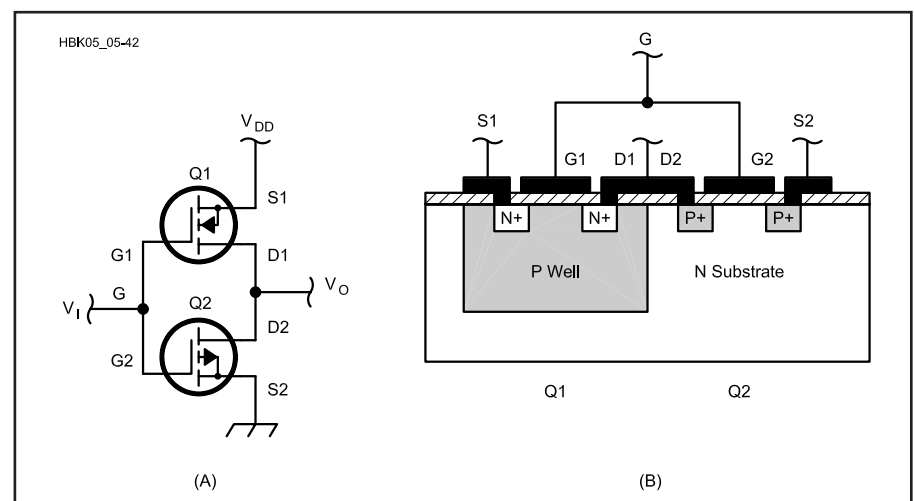 HBK05_05-42
V DD
Q1
S1
G1
D1
V I
G
V O
Q2
D2
G2
S2
(A)
G
S1
S2
G1
D1
D2
G2
N+
N+
P+
P+
P Well
N Substrate
Q1
Q2
(B)